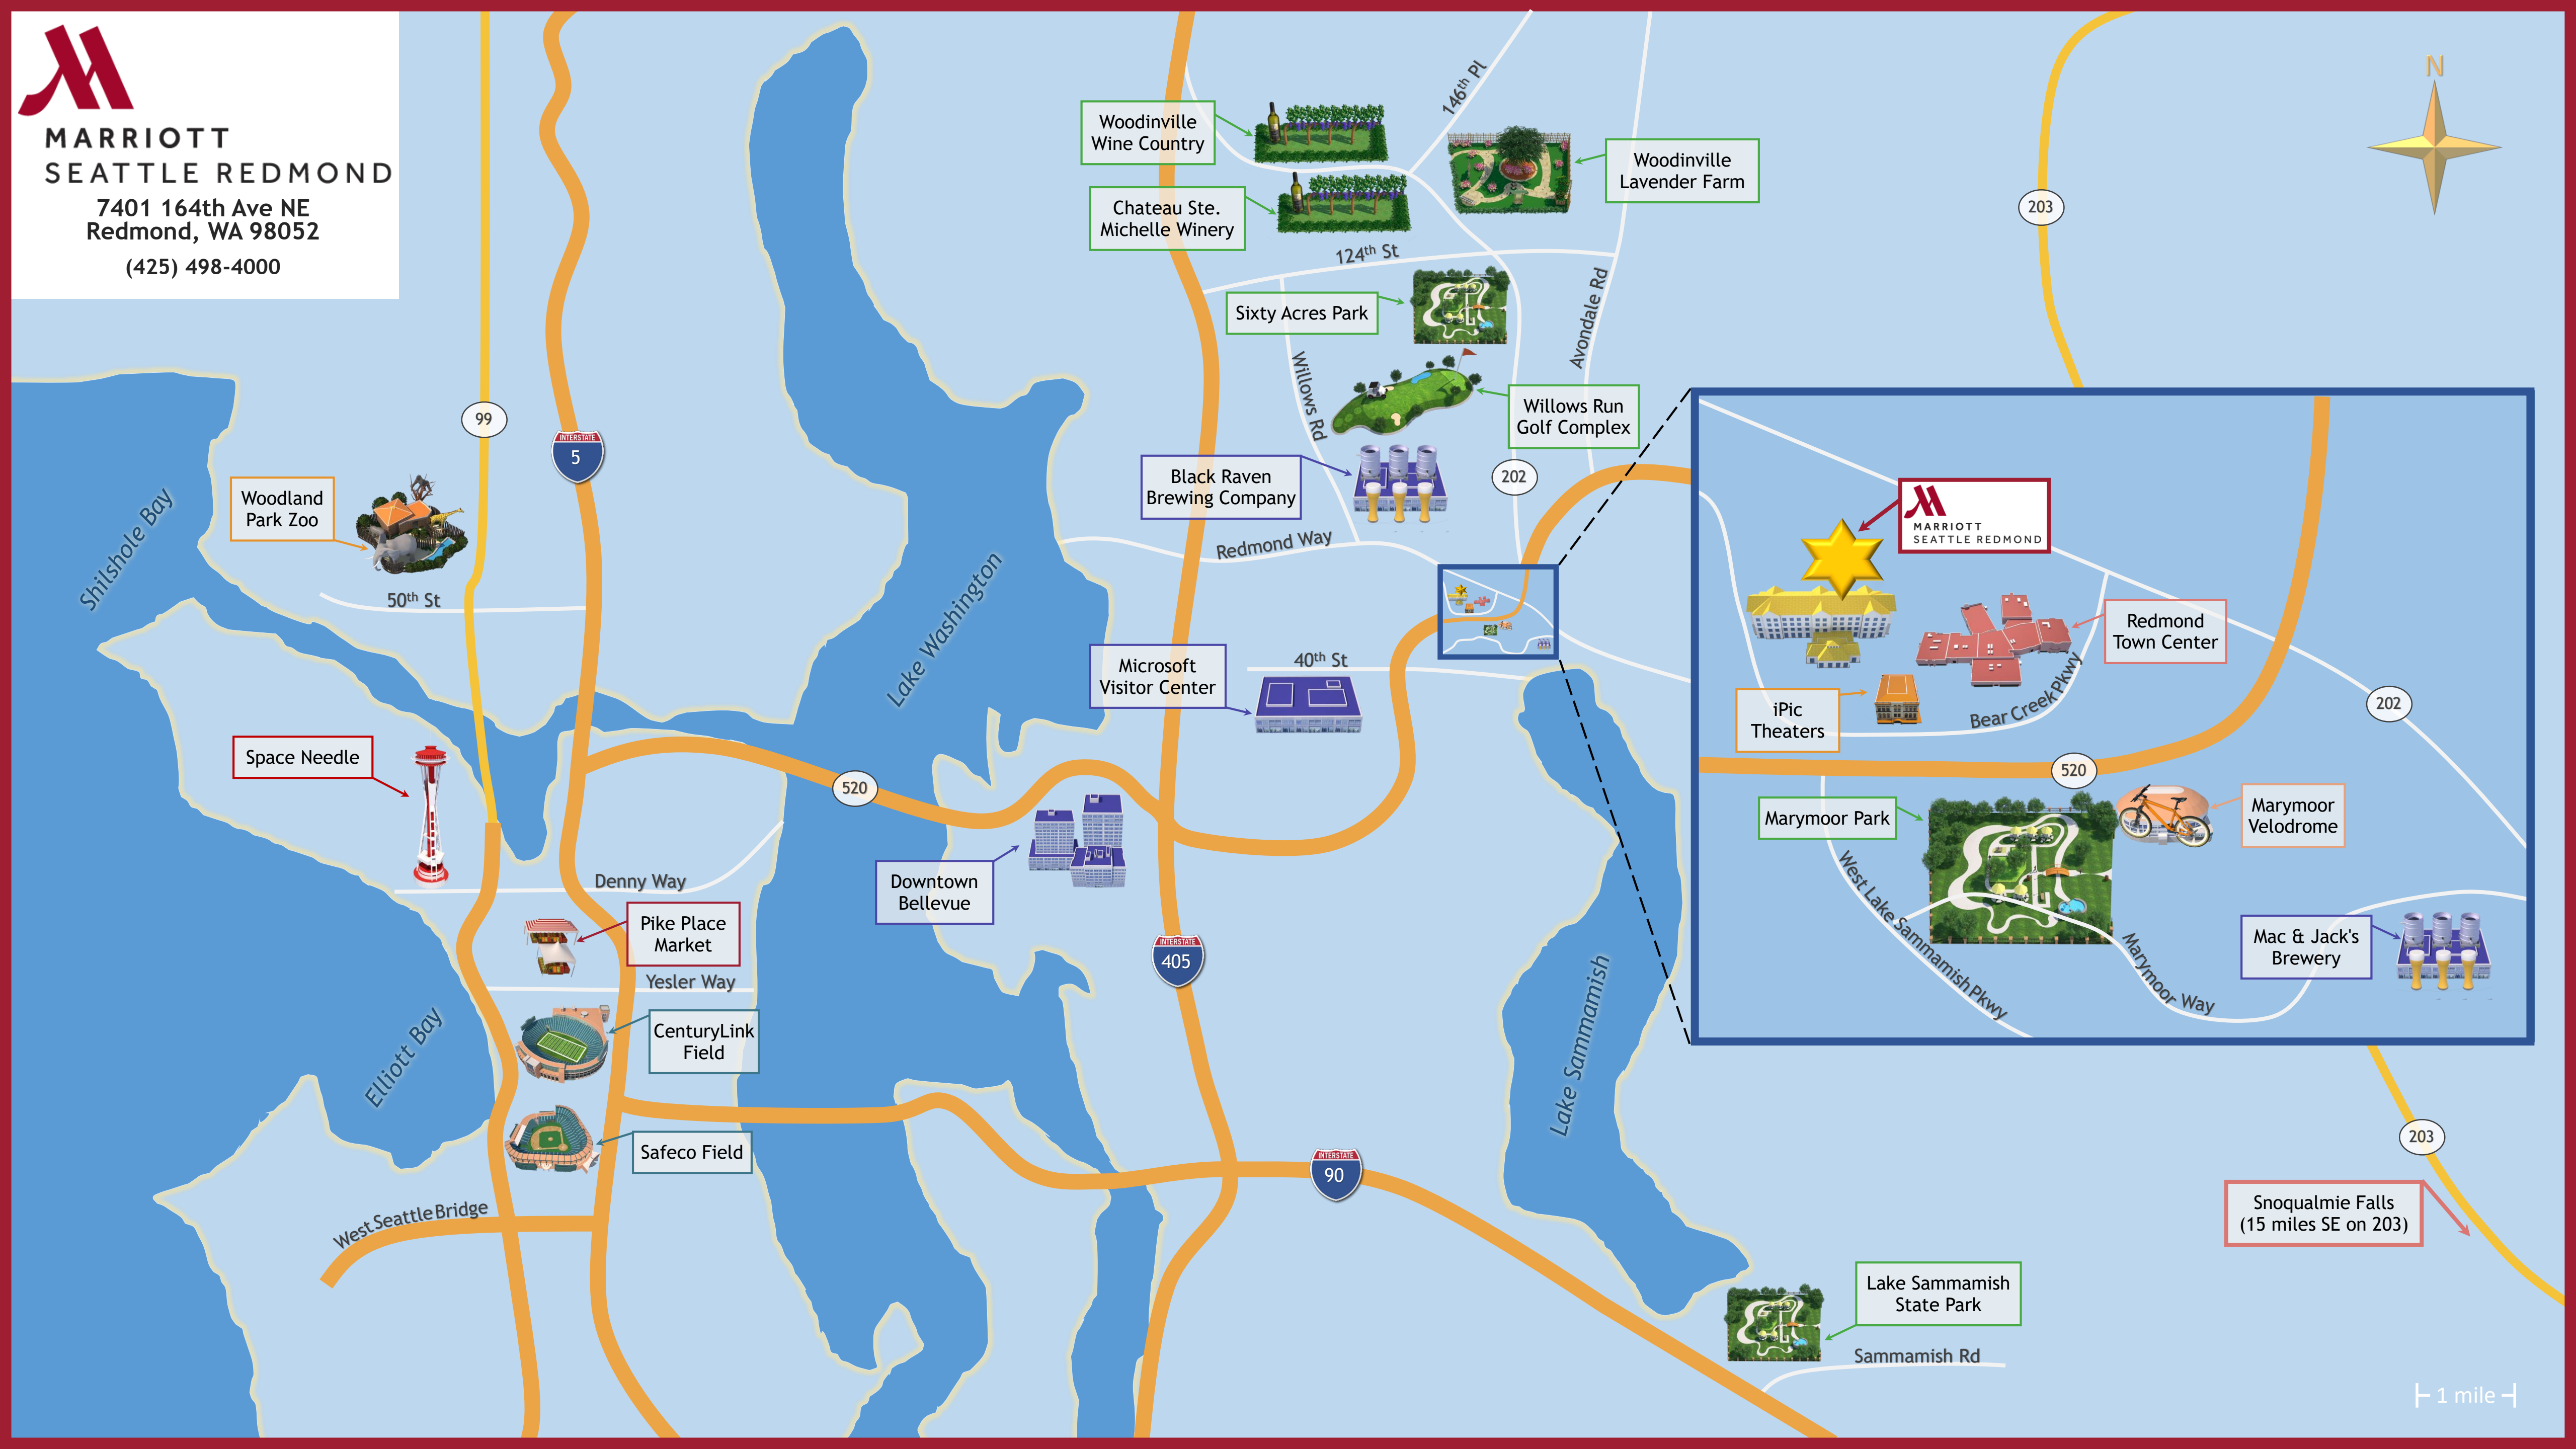 MARRIOTT
SEATTLE REDMOND
7401 164th Ave NE
Redmond, WA 98052
(425) 498-4000
N
146th Pl
Woodinville
Wine Country
Woodinville
Lavender Farm
Chateau Ste.
Michelle Winery
203
124th St
Sixty Acres Park
Avondale Rd
Willows Rd
Willows Run
Golf Complex
99
INTERSTATE
5
Black Raven
Brewing Company
202
Woodland
Park Zoo
Shilshole Bay
50th St
Redmond Way
Lake Washington
40th St
Microsoft
Visitor Center
MARRIOTT
SEATTLE REDMOND
Redmond
Town Center
iPic
Theaters
Bear Creek Pkwy
202
520
Marymoor Park
Marymoor
Velodrome
West Lake Sammamish Pkwy
Marymoor Way
Mac & Jack's
Brewery
Space Needle
520
Downtown
Bellevue
Denny Way
Pike Place
Market
Yesler Way
INTERSTATE
405
CenturyLink
Field
Elliott Bay
Lake Sammamish
Safeco Field
INTERSTATE
90
203
West Seattle Bridge
Snoqualmie Falls
(15 miles SE on 203)
Lake Sammamish
State Park
Sammamish Rd
1 mile